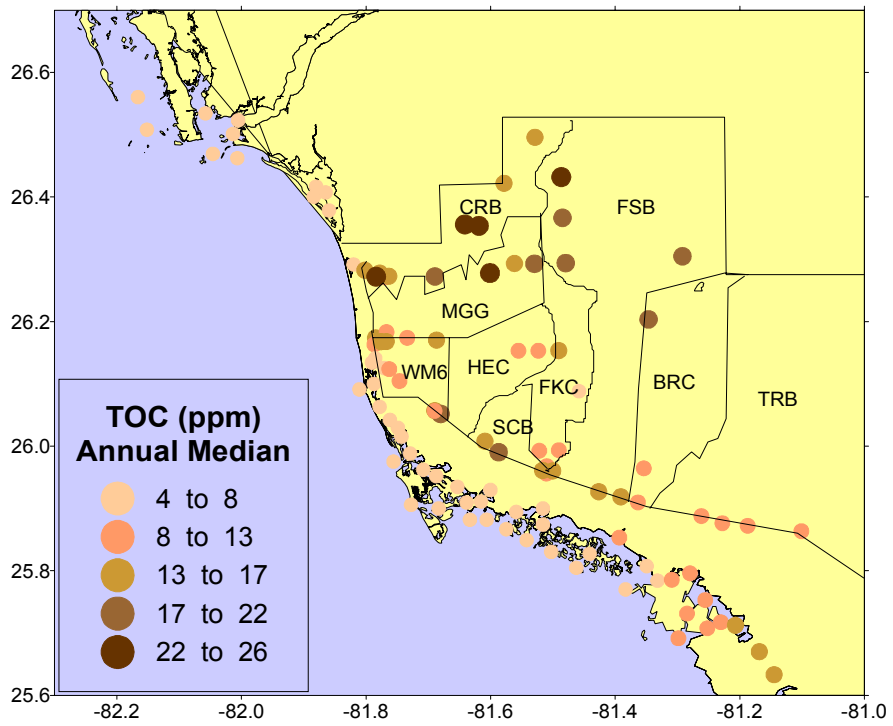 26.6
26.4
26.2
26.0
25.8
25.6
CRB
FSB
MGG
WM6
HEC
FKC
SCB
BRC
TRB
TOC (ppm)
Annual Median
4 to 8
8 to 13
13 to 17
17 to 22
22 to 26
-82.2
-82.0
-81.8
-81.6
-81.4
-81.2
-81.0